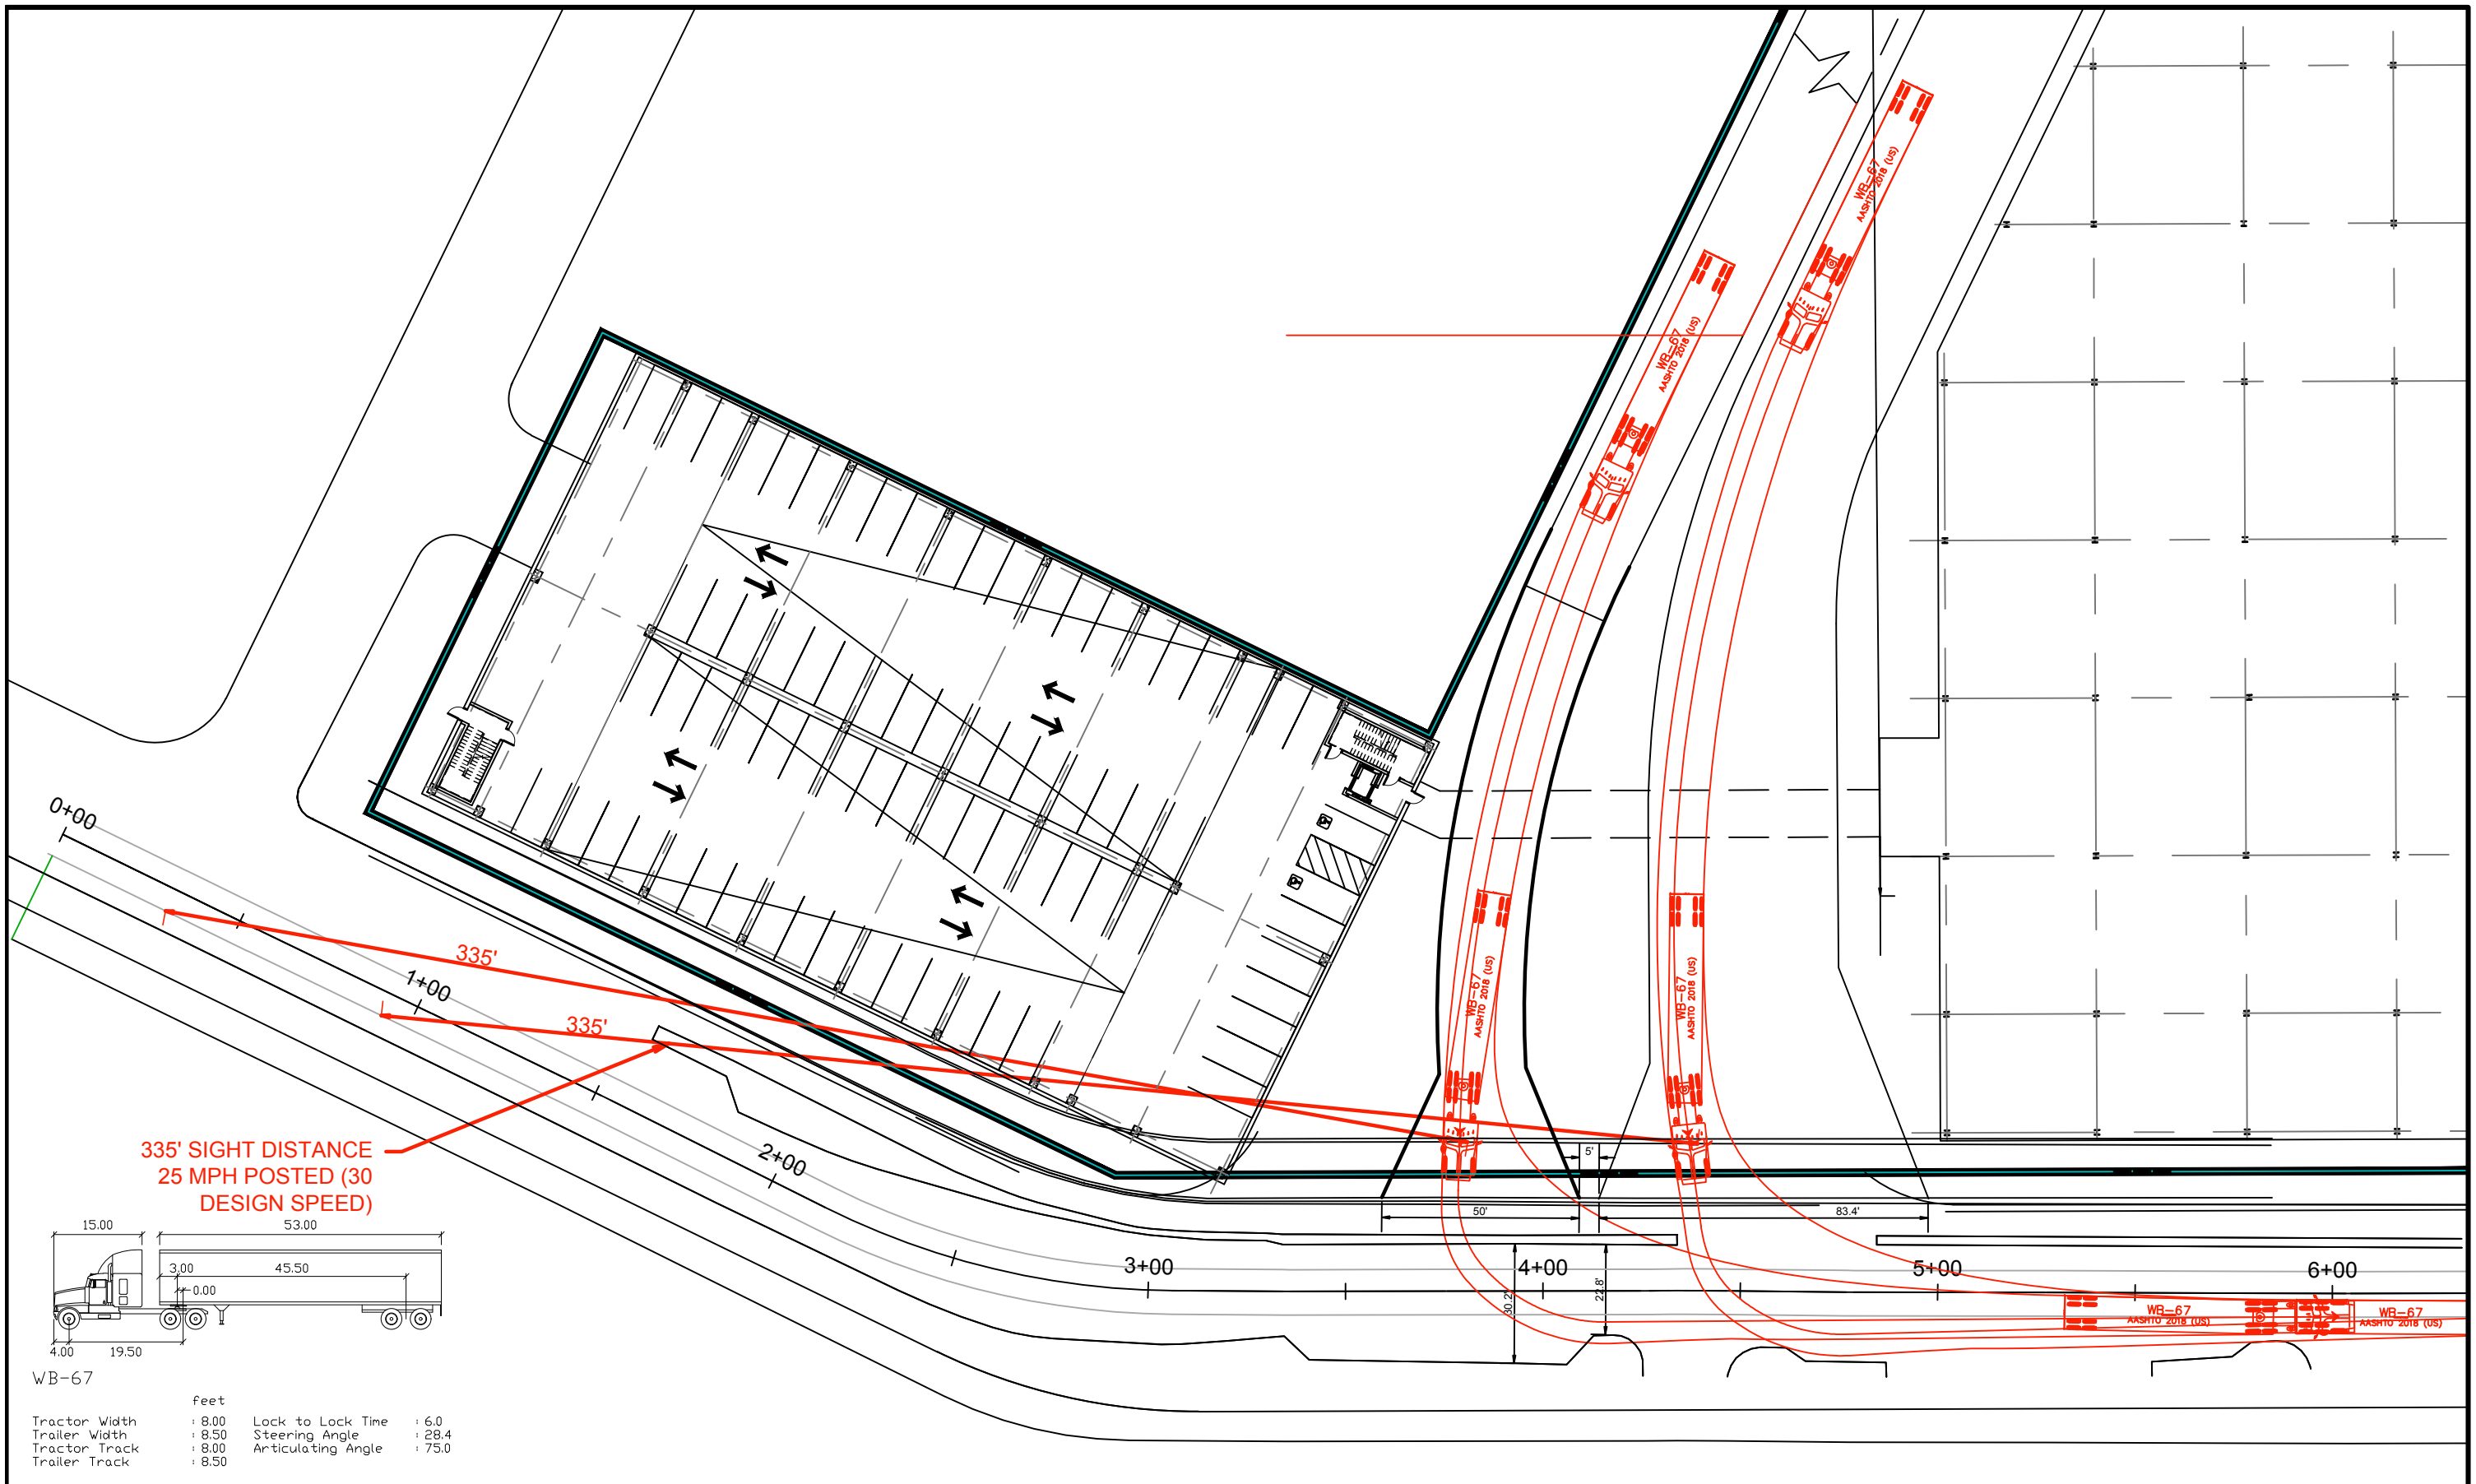 WB-67
AASHTO 2018 (US)
WB-67
AASHTO 2018 (US)
0+00
335'
1+00
335'
WB-67
AASHTO 2018 (US)
WB-67
AASHTO 2018 (US)
335' SIGHT DISTANCE
25 MPH POSTED (30
DESIGN SPEED)
2+00
5'
50'
83.4'
3+00
4+00
5+00
6+00
30.2'
22.8'
WB-67
AASHTO 2018 (US)
WB-67
AASHTO 2018 (US)
15.00
53.00
3.00
45.50
0.00
4.00
19.50
WB-67
feet
Tractor Width : 8.00 Lock to Lock Time : 6.0
Trailer Width : 8.50 Steering Angle : 28.4
Tractor Track : 8.00 Articulating Angle : 75.0
Trailer Track : 8.50